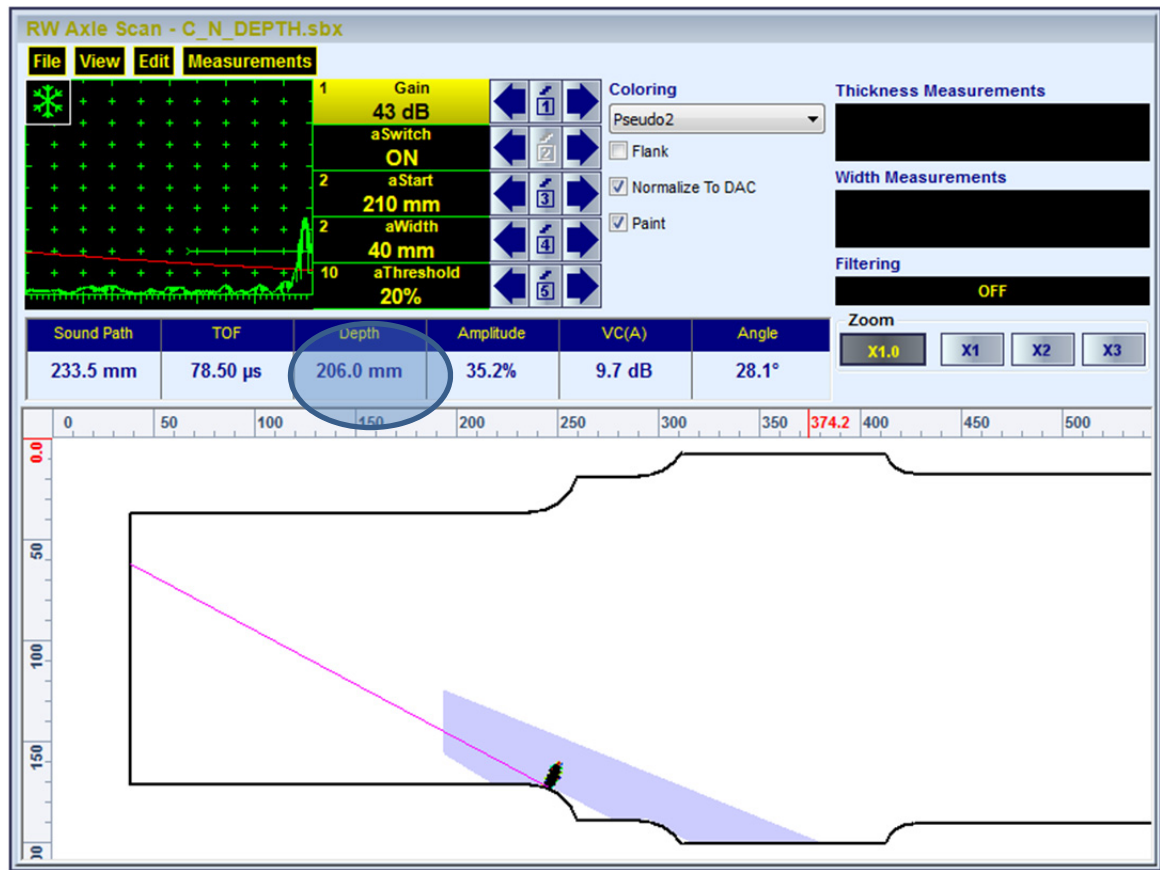 RW Axle Scan - C_N_DEPTH.sbx
File View Edit Measurements
1 Gain
43 dB
1
aSwitch
ON
2
2 aStart
210 mm
3
2 aWidth
40 mm
4
10 aThreshold
20%
5
Coloring
Pseudo2
Flank
Normalize To DAC
Paint
Thickness Measurements
Width Measurements
Filtering
OFF
Zoom
X1.0 X1 X2 X3
Sound Path TOF Depth Amplitude VC(A) Angle
233.5 mm 78.50 µs 206.0 mm 35.2% 9.7 dB 28.1°
0 50 100 150 200 250 300 350 374.2 400 450 500
0.0
50
100
150